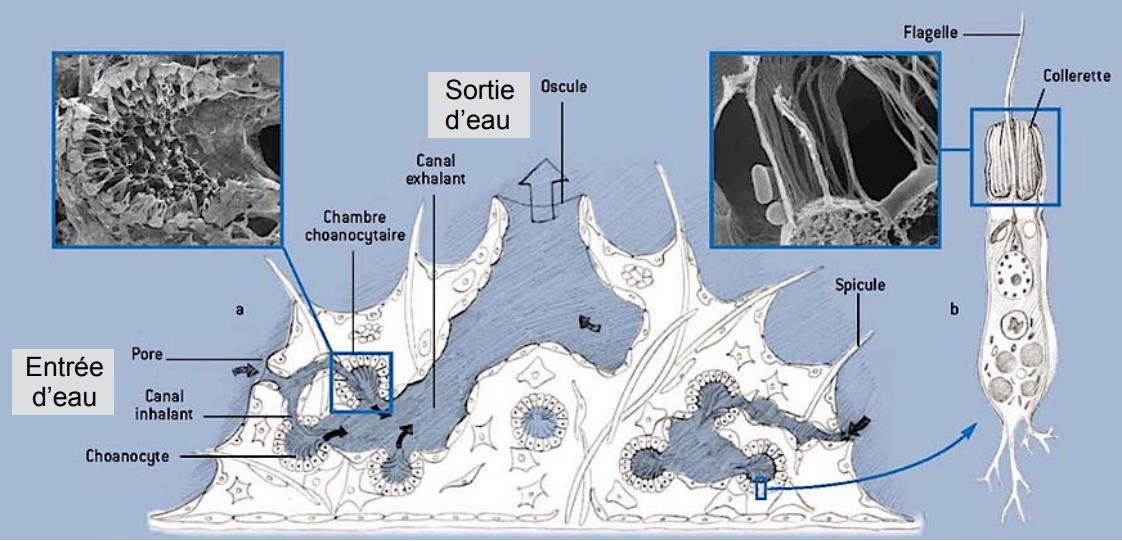 Flagelle
Collerette
Sortie
d'eau
Oscule
Canal
exhalant
Chambre
choanocytaire
Spicule
a
b
Pore
Entrée
d'eau
Canal
inhalant
Choanocyte